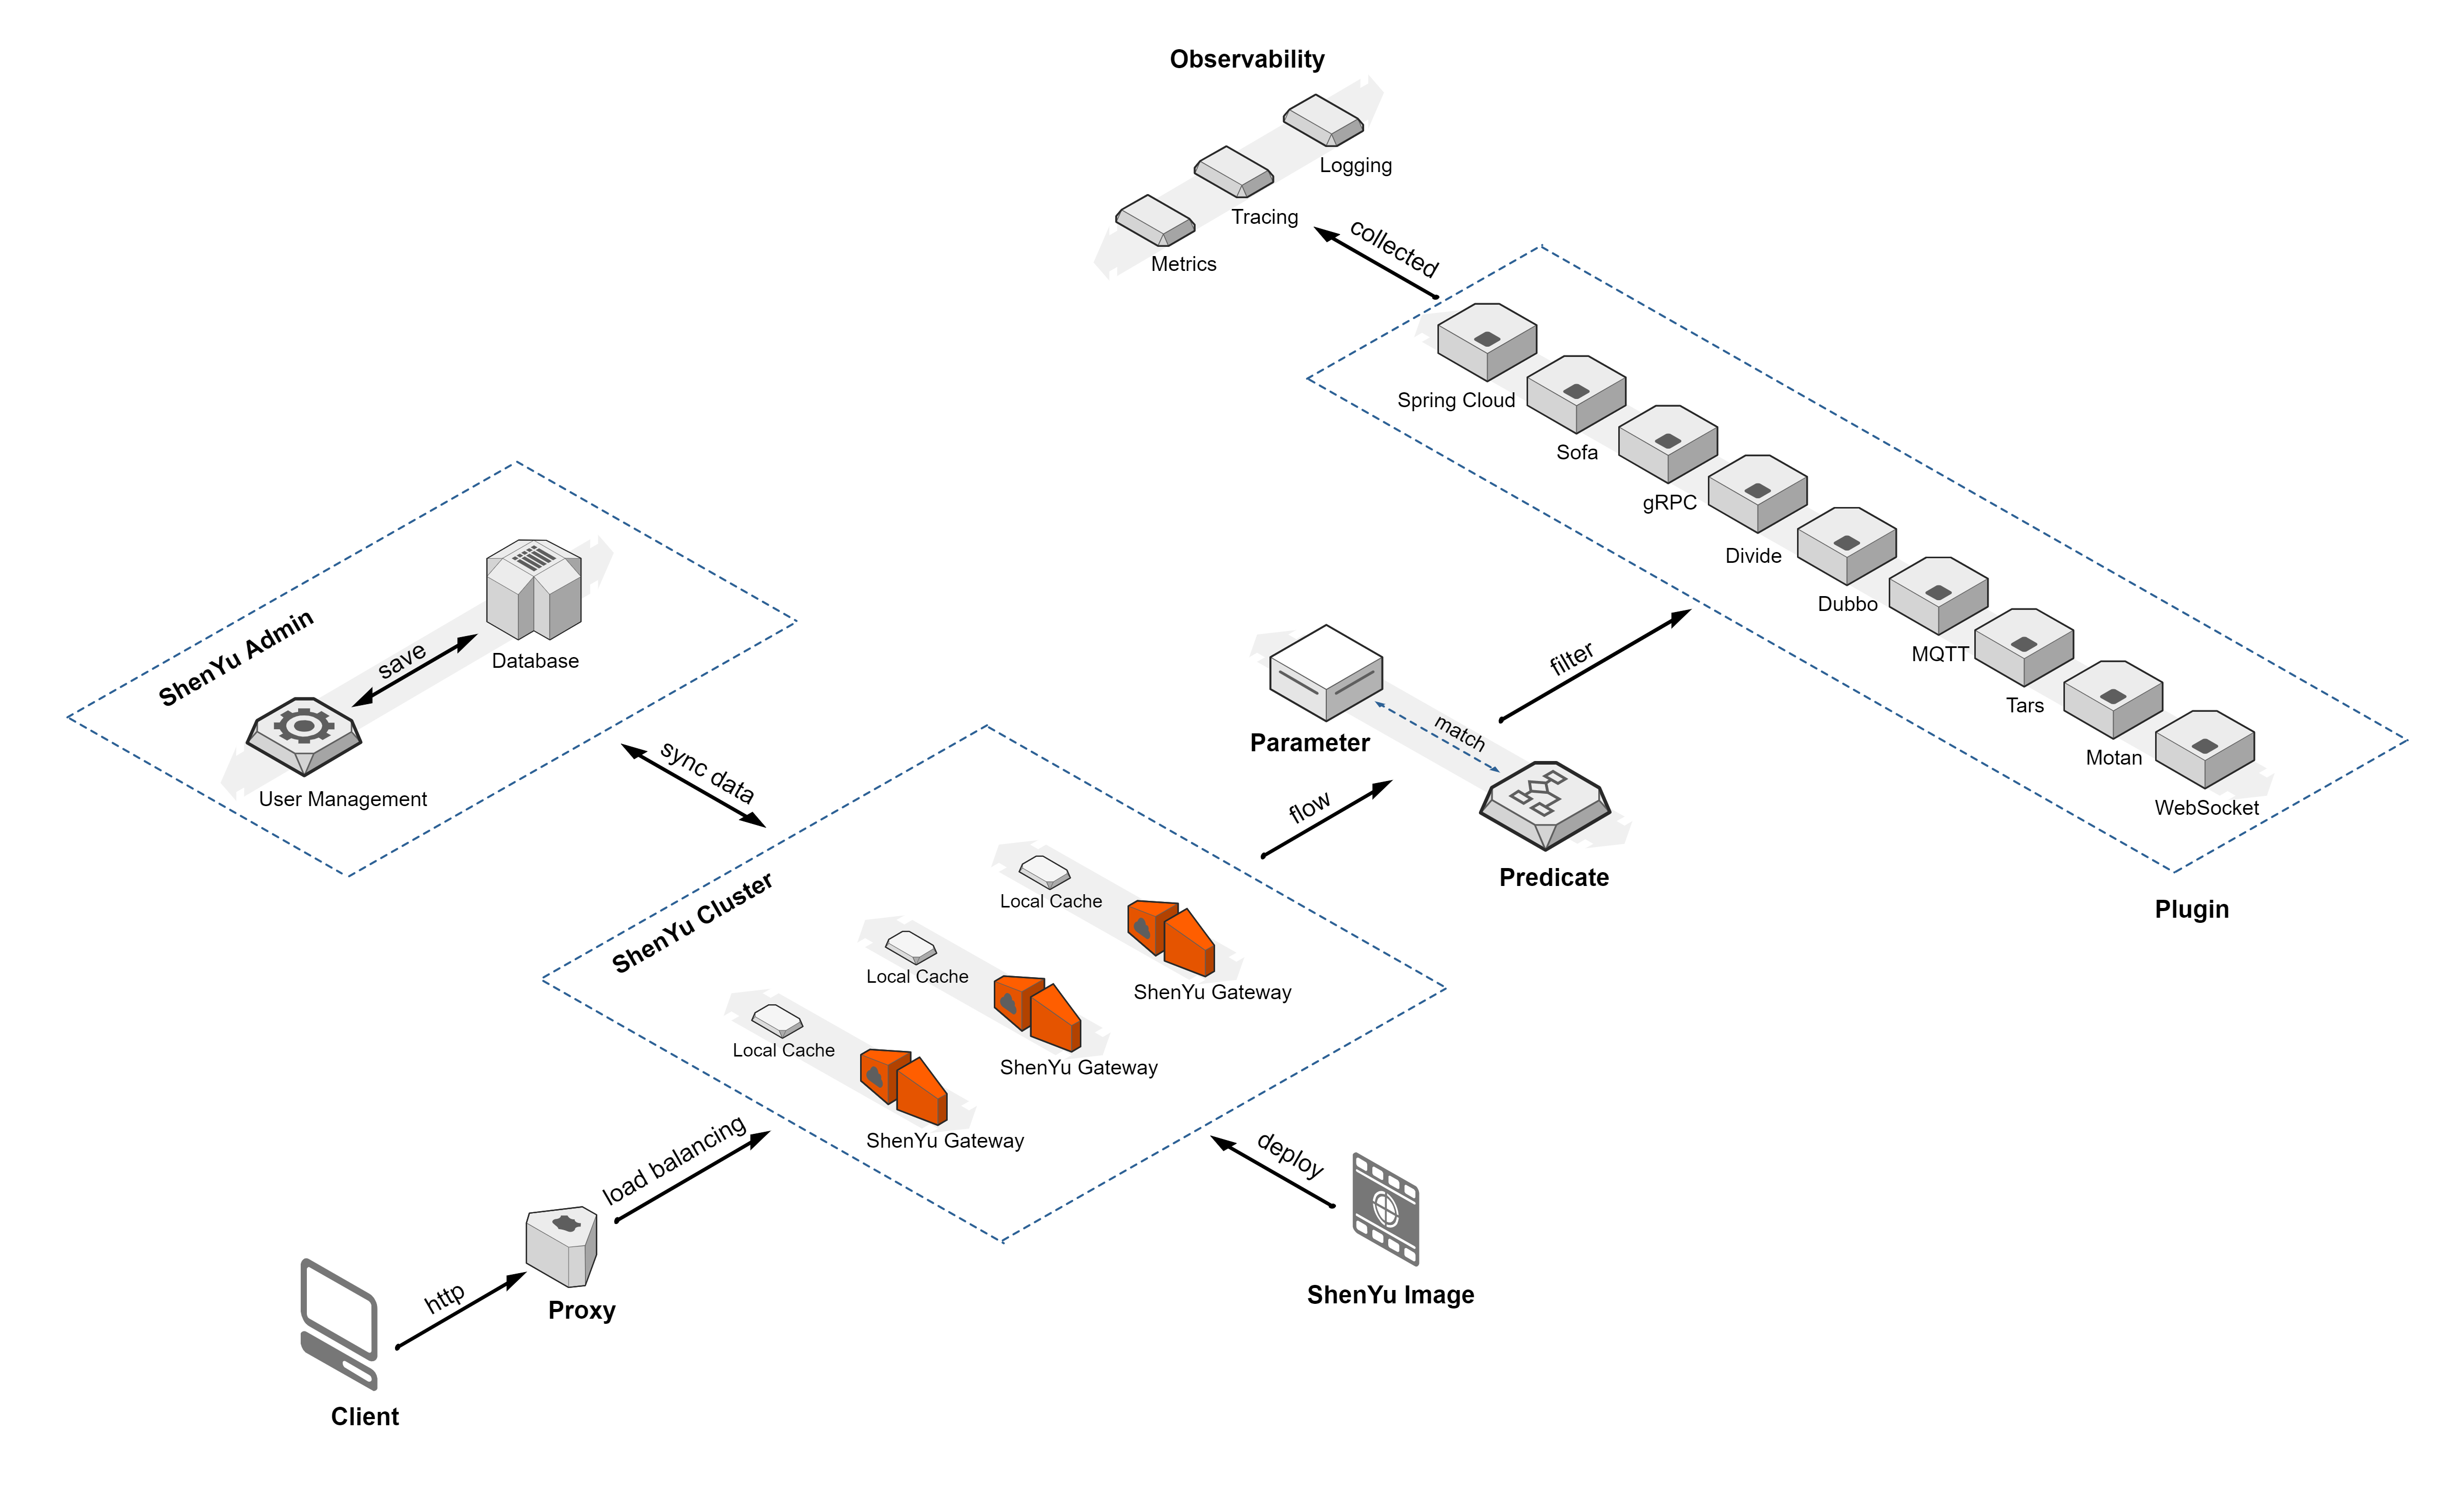 Observability
Logging
Tracing
Metrics
collected
Spring Cloud
Sofa
gRPC
Divide
Dubbo
MQTT
Tars
Motan
WebSocket
Plugin
filter
Parameter
match
Predicate
flow
ShenYu Admin
save
Database
User Management
sync data
ShenYu Cluster
Local Cache
ShenYu Gateway
Local Cache
ShenYu Gateway
Local Cache
ShenYu Gateway
load balancing
deploy
ShenYu Image
http
Proxy
Client